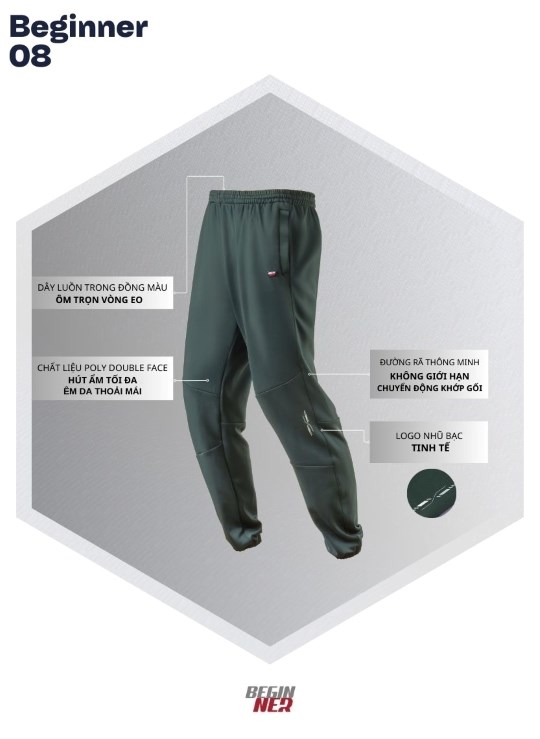 Beginner
08
DÂY LUỒN TRONG ĐỒNG MÀU
ÔM TRỌN VÒNG EO
CHẤT LIỆU POLY DOUBLE FACE
HÚT ẨM TỐI ĐA
ÊM DA THOẢI MÁI
ĐƯỜNG RÃ THÔNG MINH
KHÔNG GIỚI HẠN
CHUYỂN ĐỘNG KHỚP GỐI
LOGO NHŨ BẠC
TINH TẾ
BEGIN
NER